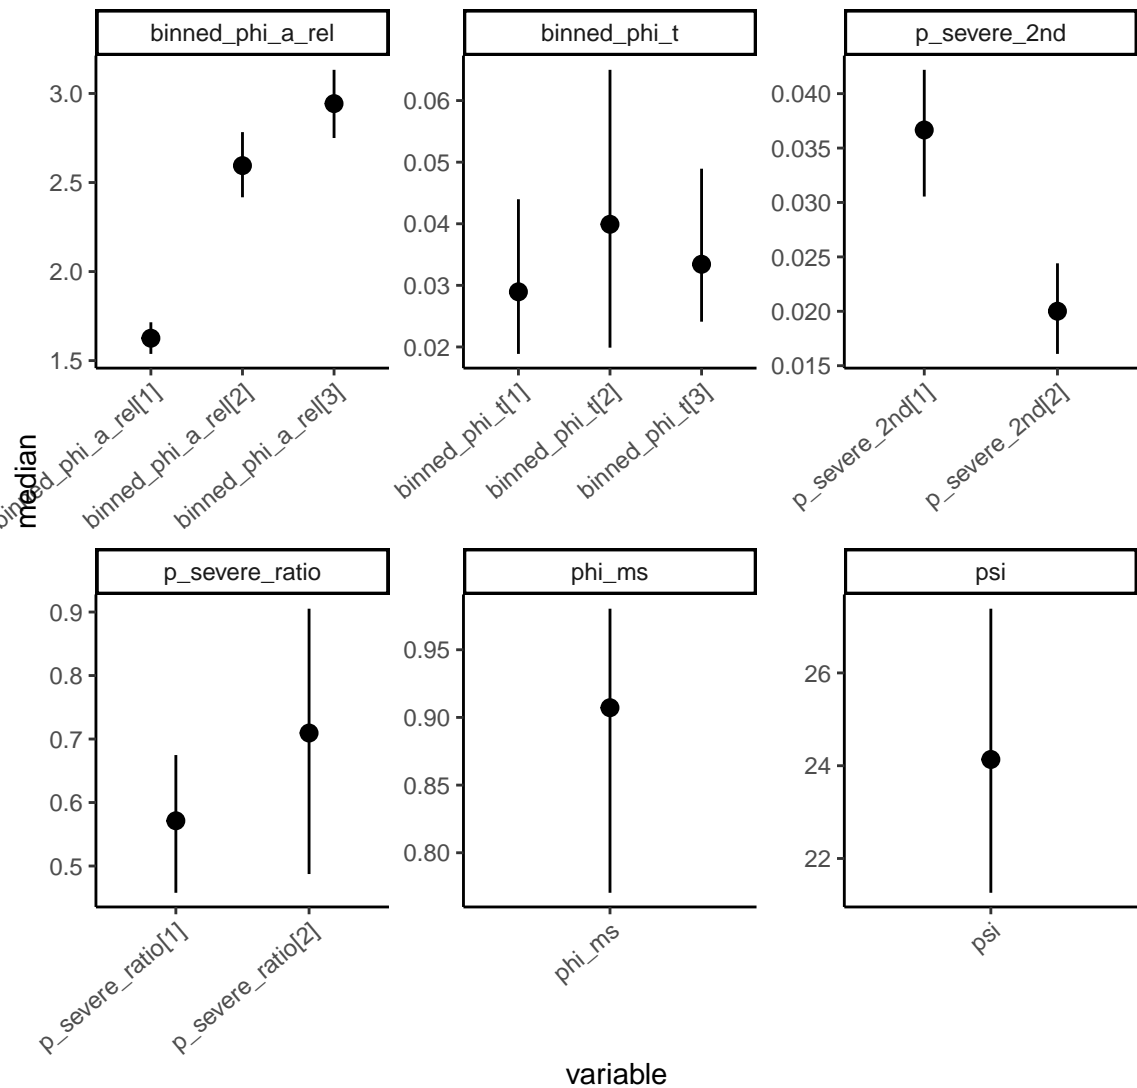 binned_phi_a_rel
binned_phi_t
p_severe_2nd
3.0
2.5
2.0
1.5
0.06
0.05
0.04
0.03
0.02
0.040
0.035
0.030
0.025
0.020
0.015
binned_phi_a_rel[1]
binned_phi_a_rel[2]
binned_phi_a_rel[3]
binned_phi_t[1]
binned_phi_t[2]
binned_phi_t[3]
p_severe_2nd[1]
p_severe_2nd[2]
median
p_severe_ratio
phi_ms
psi
0.9
0.8
0.7
0.6
0.5
0.95
0.90
0.85
0.80
26
24
22
p_severe_ratio[1]
p_severe_ratio[2]
phi_ms
psi
variable